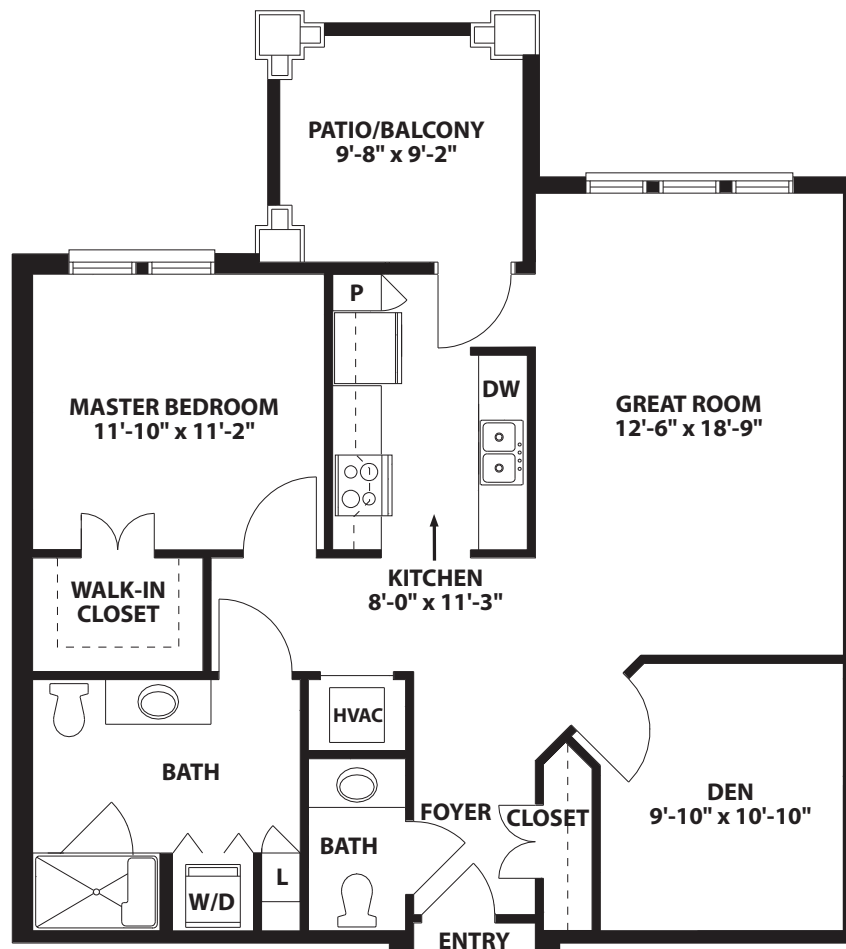 PATIO/BALCONY
9'-8" x 9'-2"
P
DW
MASTER BEDROOM
11'-10" x 11'-2"
GREAT ROOM
12'-6" x 18'-9"
WALK-IN
CLOSET
KITCHEN
8'-0" x 11'-3"
HVAC
BATH
FOYER
CLOSET
DEN
9'-10" x 10'-10"
BATH
W/D
L
ENTRY